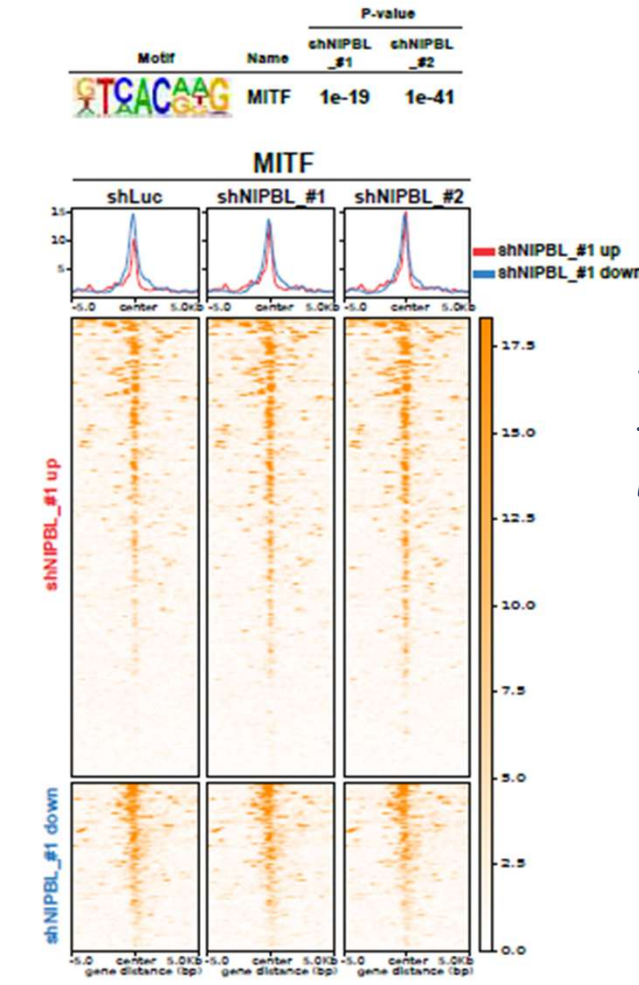 P-value
Motif Name shNIPBL_#1 shNIPBL_#2
GTCACAAG MITF 1e-19 1e-41
MITF
shLuc shNIPBL_#1 shNIPBL_#2
15
10
5
shNIPBL_#1 up
shNIPBL_#1 down
-5.0 center 5.0Kb -5.0 center 5.0Kb -5.0 center 5.0Kb
shNIPBL_#1 up
17.5
15.0
12.5
10.0
7.5
5.0
2.5
0.0
shNIPBL_#1 down
-5.0 center 5.0Kb -5.0 center 5.0Kb -5.0 center 5.0Kb
gene distance (bp) gene distance (bp) gene distance (bp)